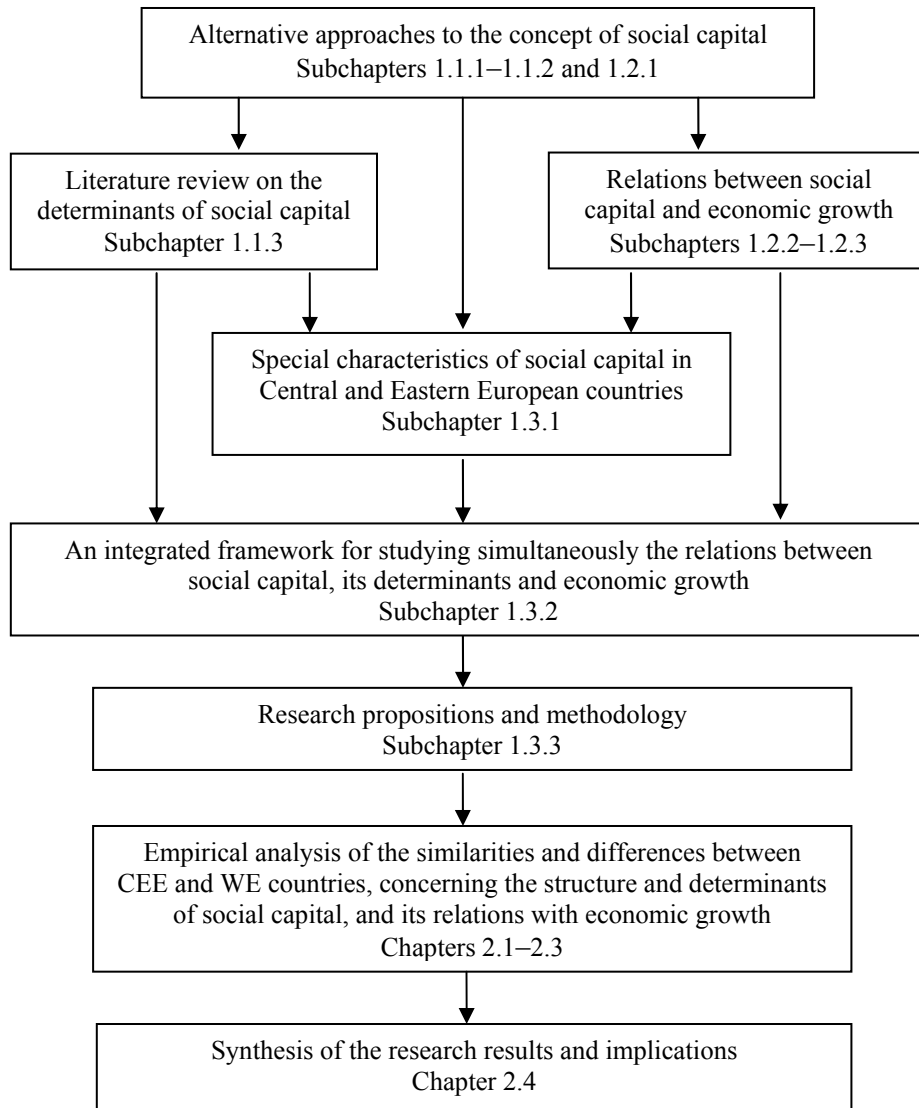 Alternative approaches to the concept of social capital
Subchapters 1.1.1–1.1.2 and 1.2.1
Literature review on the
determinants of social capital
Subchapter 1.1.3
Relations between social
capital and economic growth
Subchapters 1.2.2–1.2.3
Special characteristics of social capital in
Central and Eastern European countries
Subchapter 1.3.1
An integrated framework for studying simultaneously the relations between
social capital, its determinants and economic growth
Subchapter 1.3.2
Research propositions and methodology
Subchapter 1.3.3
Empirical analysis of the similarities and differences between
CEE and WE countries, concerning the structure and determinants
of social capital, and its relations with economic growth
Chapters 2.1–2.3
Synthesis of the research results and implications
Chapter 2.4